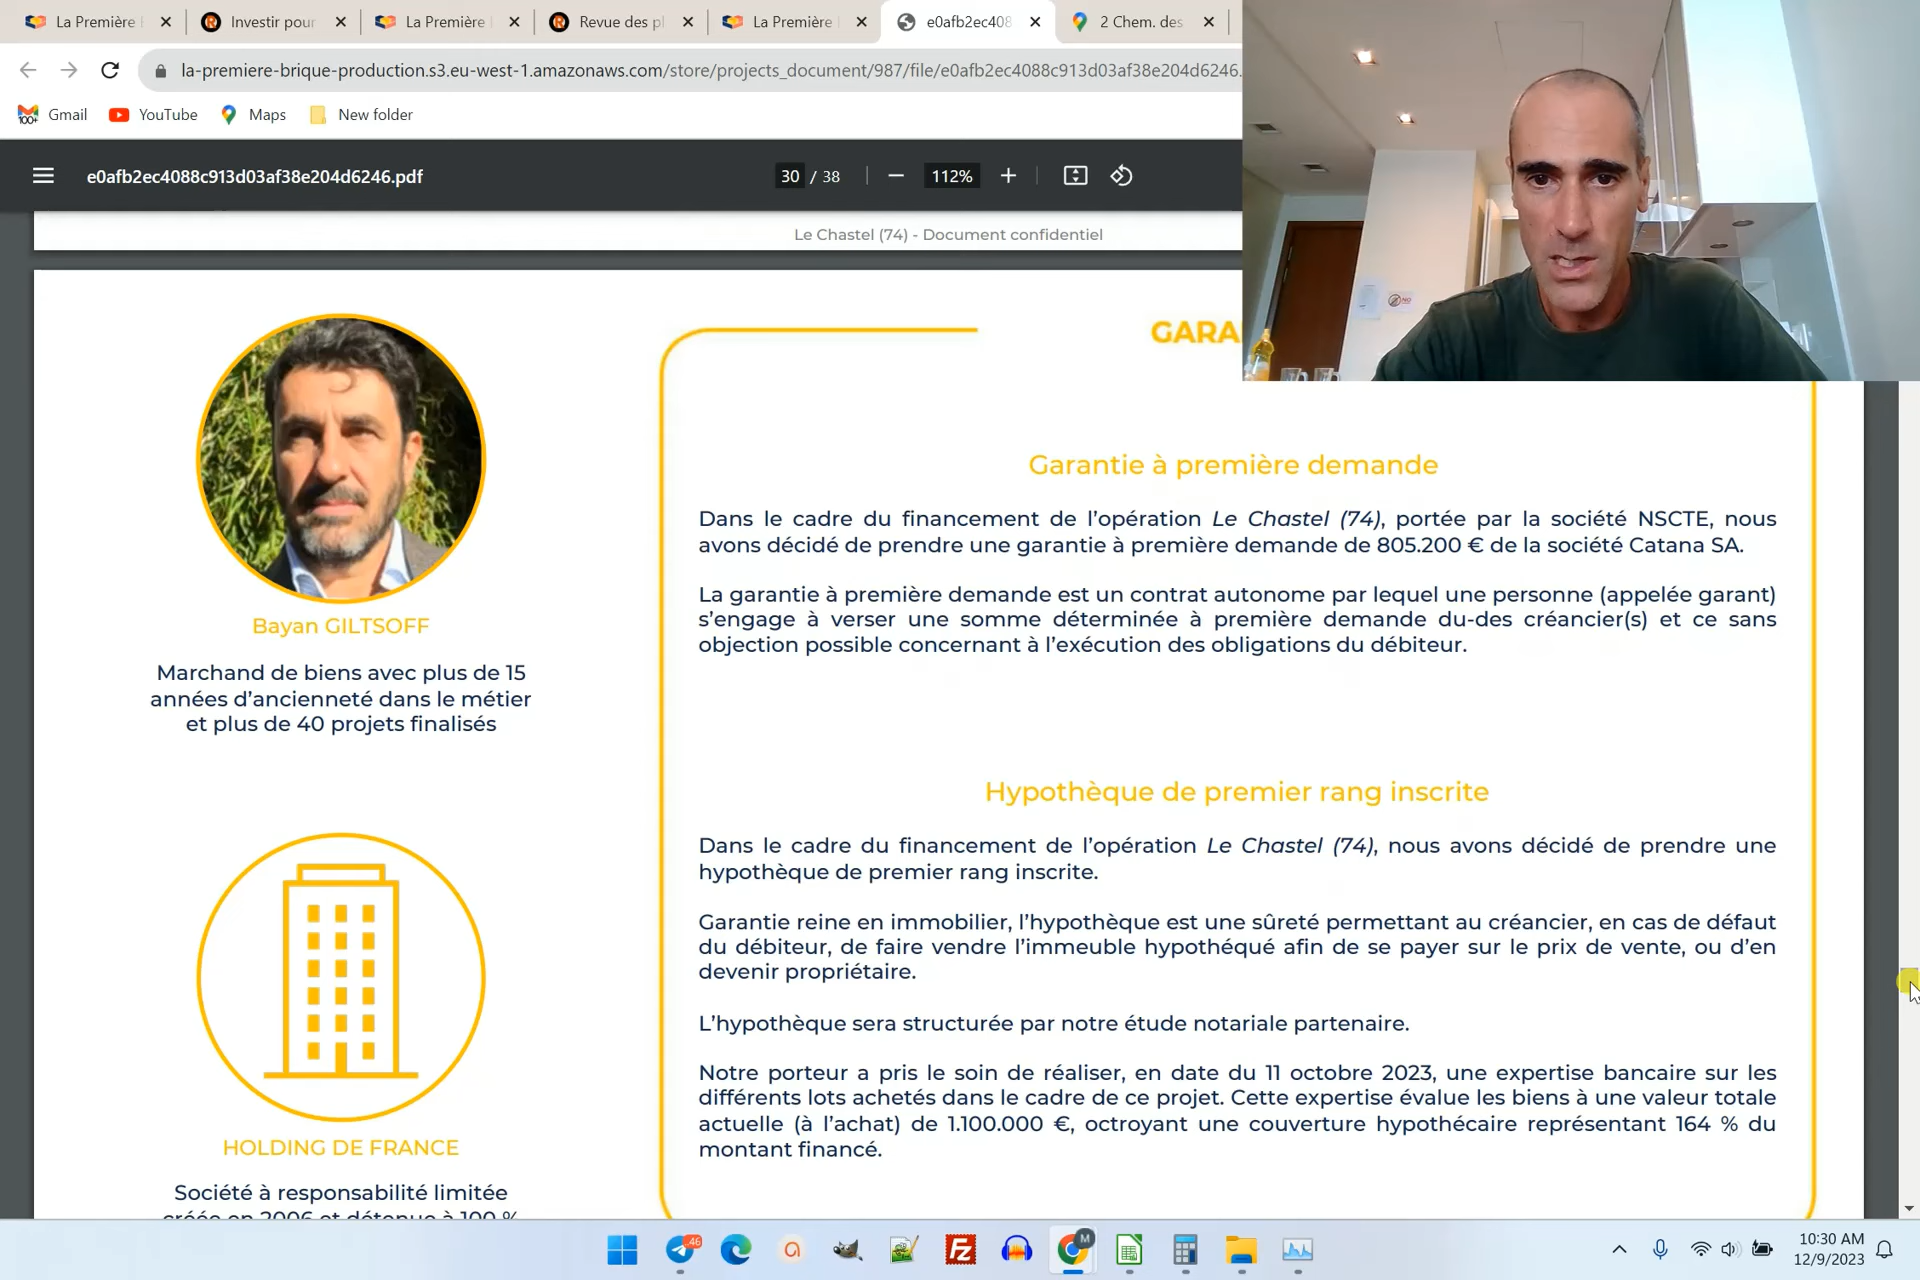 La Première
Investir pour
La Première
Revue des pl
La Première
e0afb2ec408
2 Chem. des
la-premiere-brique-production.s3.eu-west-1.amazonaws.com/store/projects_document/987/file/e0afb2ec4088c913d03af38e204d6246.
Gmail
YouTube
Maps
New folder
e0afb2ec4088c913d03af38e204d6246.pdf
30 / 38
112%
Le Chastel (74) - Document confidentiel
GARA
Bayan GILTSOFF
Marchand de biens avec plus de 15
années d'ancienneté dans le métier
et plus de 40 projets finalisés
HOLDING DE FRANCE
Société à responsabilité limitée
créée en 2006 et détenue à 100 %
Garantie à première demande
Dans le cadre du financement de l'opération Le Chastel (74), portée par la société NSCTE, nous
avons décidé de prendre une garantie à première demande de 805.200 € de la société Catana SA.
La garantie à première demande est un contrat autonome par lequel une personne (appelée garant)
s'engage à verser une somme déterminée à première demande du-des créancier(s) et ce sans
objection possible concernant à l'exécution des obligations du débiteur.
Hypothèque de premier rang inscrite
Dans le cadre du financement de l'opération Le Chastel (74), nous avons décidé de prendre une
hypothèque de premier rang inscrite.
Garantie reine en immobilier, l'hypothèque est une sûreté permettant au créancier, en cas de défaut
du débiteur, de faire vendre l'immeuble hypothéqué afin de se payer sur le prix de vente, ou d'en
devenir propriétaire.
L'hypothèque sera structurée par notre étude notariale partenaire.
Notre porteur a pris le soin de réaliser, en date du 11 octobre 2023, une expertise bancaire sur les
différents lots achetés dans le cadre de ce projet. Cette expertise évalue les biens à une valeur totale
actuelle (à l'achat) de 1.100.000 €, octroyant une couverture hypothécaire représentant 164 % du
montant financé.
NO
46
M
10:30 AM
12/9/2023